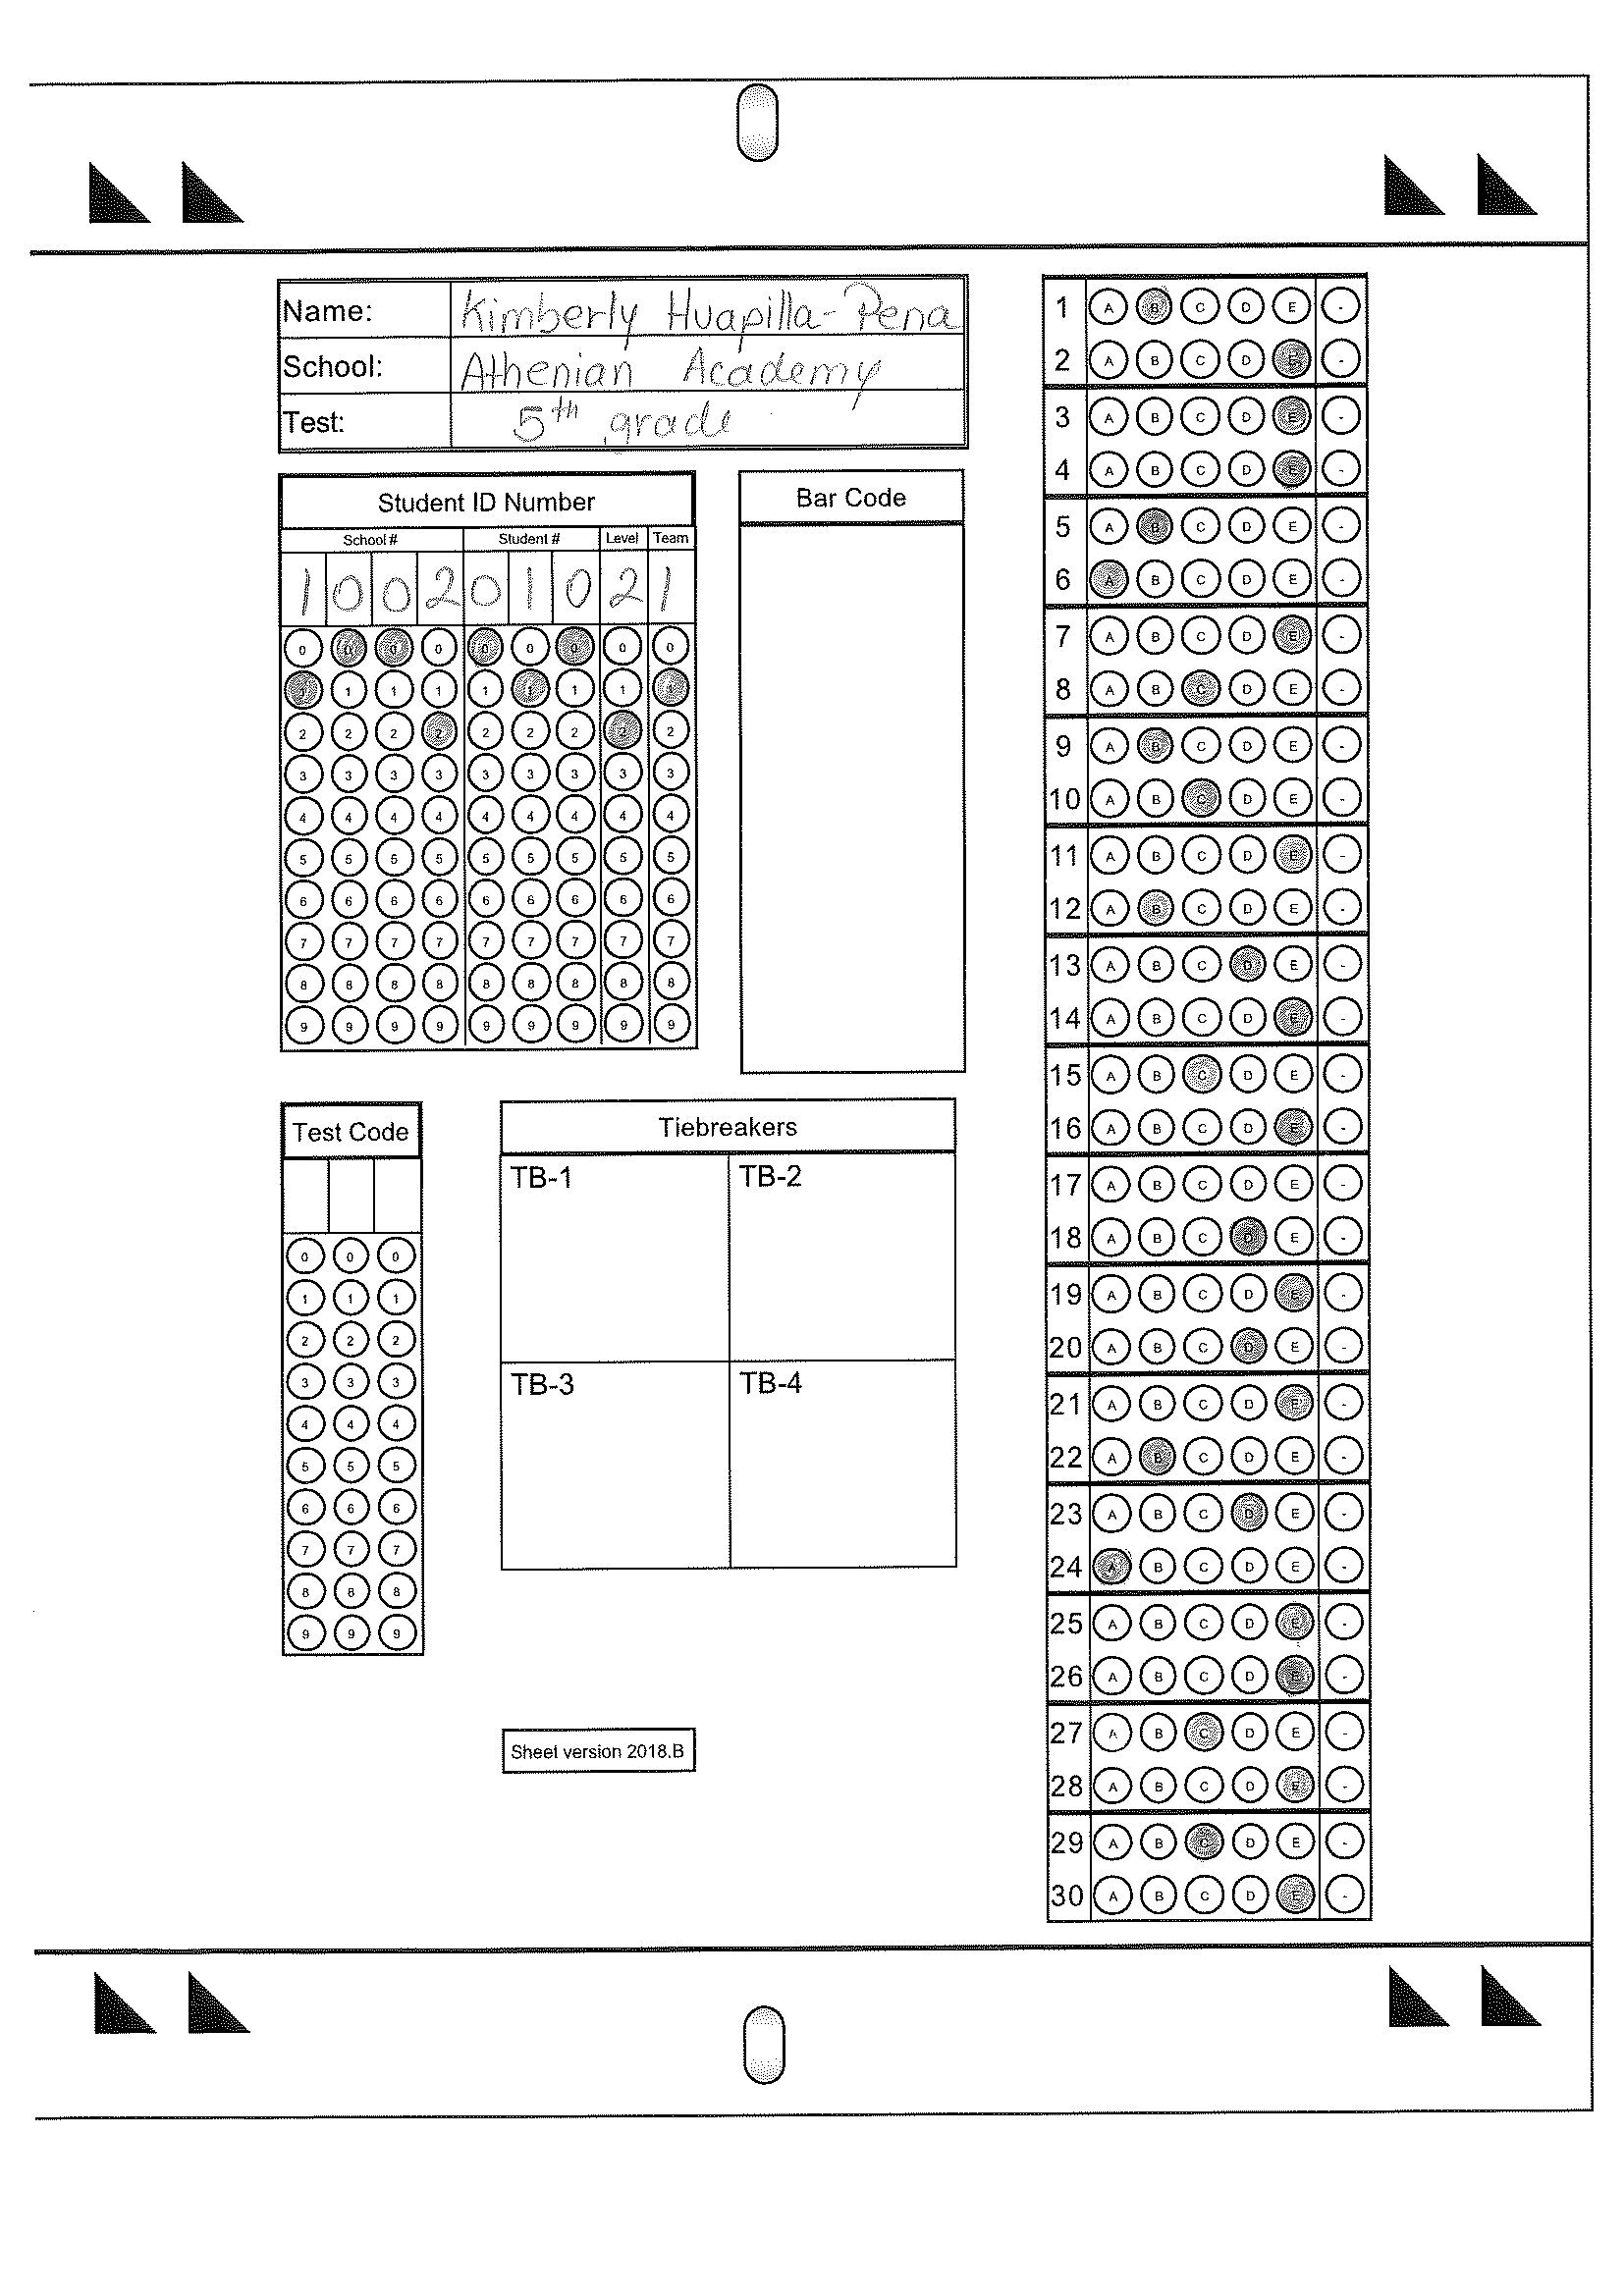 Name: Kimberly Huapilla-Pena
School: Athenian Academy
Test: 5th grade
Student ID Number
School # Student # Level Team
1 0 0 2 0 1 0 2 1
0 0 0 0 0 0 0 0 0
1 1 1 1 1 1 1 1 1
2 2 2 2 2 2 2 2 2
3 3 3 3 3 3 3 3 3
4 4 4 4 4 4 4 4 4
5 5 5 5 5 5 5 5 5
6 6 6 6 6 6 6 6 6
7 7 7 7 7 7 7 7 7
8 8 8 8 8 8 8 8 8
9 9 9 9 9 9 9 9 9
Bar Code
Test Code
0 0 0
1 1 1
2 2 2
3 3 3
4 4 4
5 5 5
6 6 6
7 7 7
8 8 8
9 9 9
Tiebreakers
TB-1 TB-2
TB-3 TB-4
Sheet version 2018.B
1 A B C D E -
2 A B C D E -
3 A B C D E -
4 A B C D E -
5 A B C D E -
6 A B C D E -
7 A B C D E -
8 A B C D E -
9 A B C D E -
10 A B C D E -
11 A B C D E -
12 A B C D E -
13 A B C D E -
14 A B C D E -
15 A B C D E -
16 A B C D E -
17 A B C D E -
18 A B C D E -
19 A B C D E -
20 A B C D E -
21 A B C D E -
22 A B C D E -
23 A B C D E -
24 A B C D E -
25 A B C D E -
26 A B C D E -
27 A B C D E -
28 A B C D E -
29 A B C D E -
30 A B C D E -